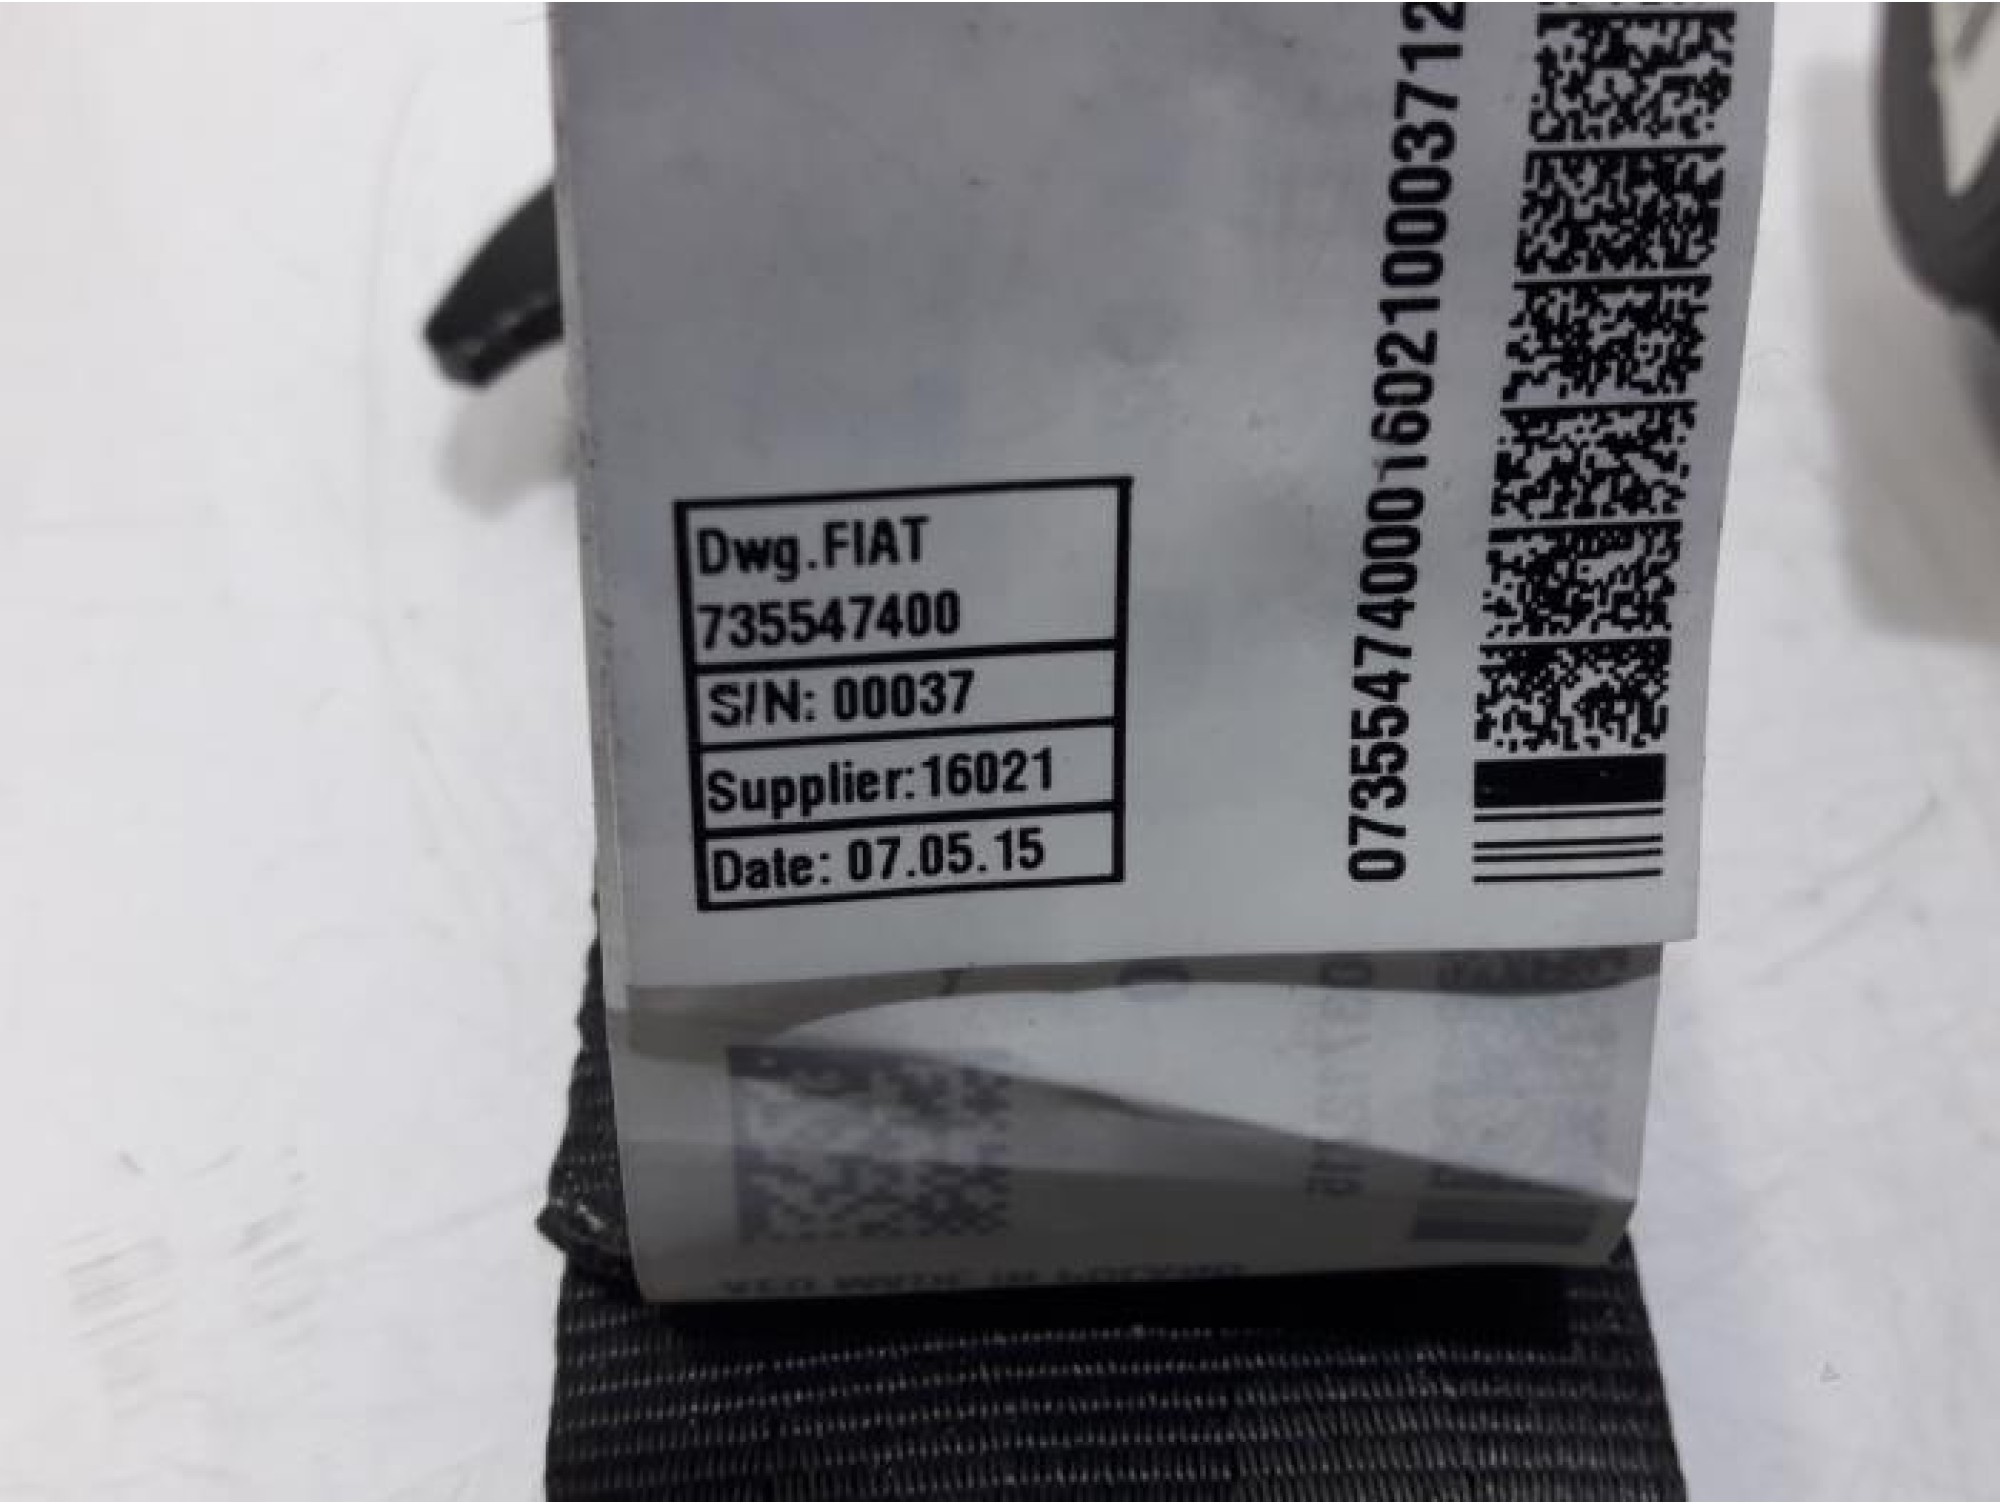 Dwg.FIAT
735547400
S/N: 00037
Supplier:16021
Date: 07.05.15
07355474000160210003712